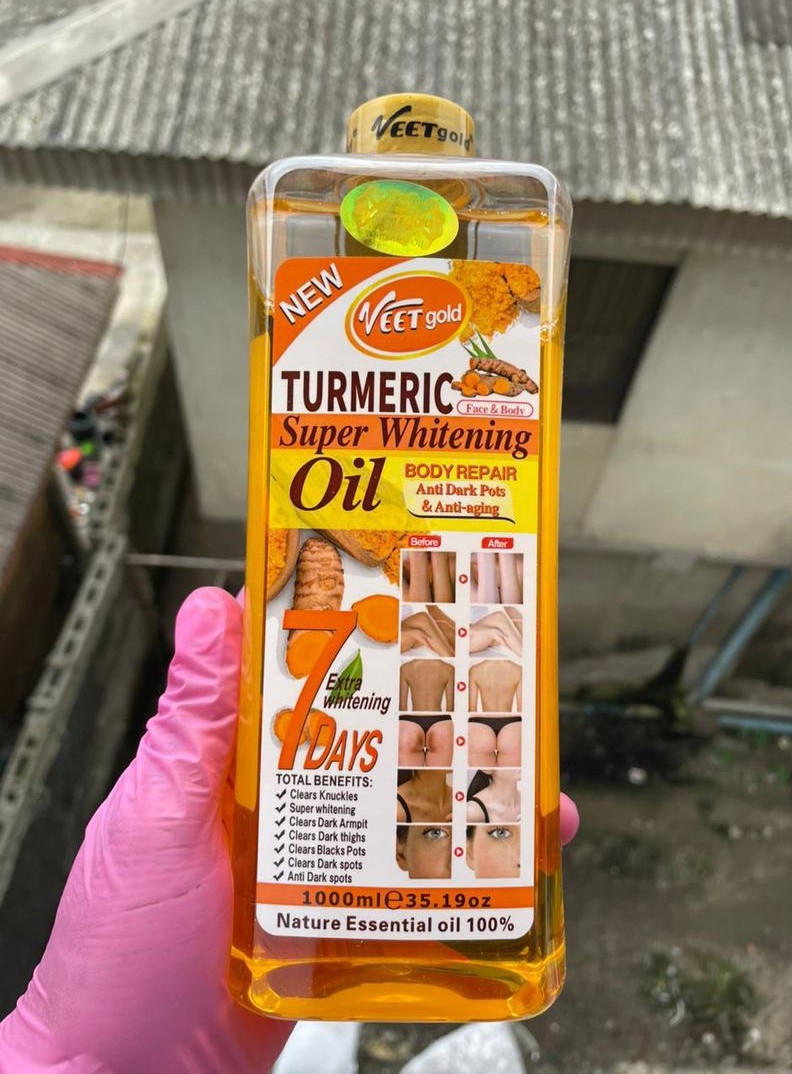 VEETgold
NEW
VEET gold
TURMERIC
Face & Body
Super Whitening
Oil
BODY REPAIR
Anti Dark Pots
& Anti-aging
Before
After
7
Extra
whitening
DAYS
TOTAL BENEFITS:
Clears Knuckles
Super whitening
Clears Dark Armpit
Clears Dark thighs
Clears Blacks Pots
Clears Dark spots
Anti Dark spots
1000ml℮35.19oz
Nature Essential oil 100%